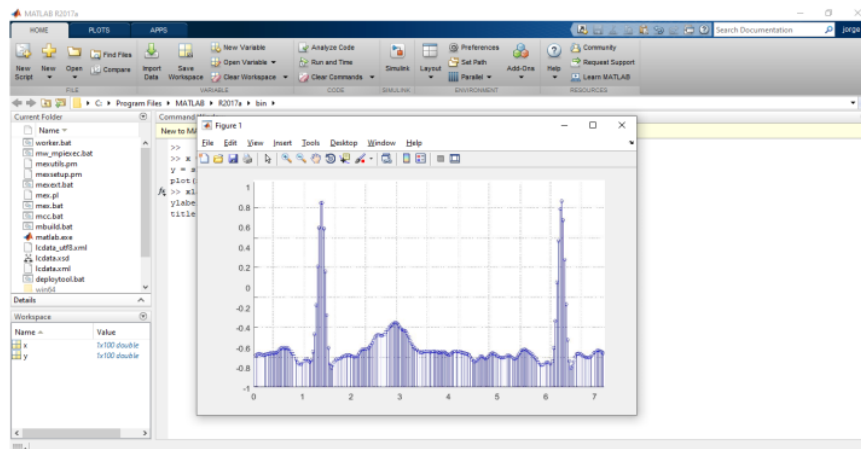 MATLAB R2017a
HOME PLOTS APPS
Search Documentation
jorge
New Script
New
Open
Find Files
Compare
Import Data
Save Workspace
New Variable
Open Variable
Clear Workspace
Analyze Code
Run and Time
Clear Commands
Simulink
Layout
Preferences
Set Path
Parallel
Add-Ons
Help
Community
Request Support
Learn MATLAB
FILE VARIABLE CODE SIMULINK ENVIRONMENT RESOURCES
C: Program Files MATLAB R2017a bin
Current Folder
Name
worker.bat
mw_mpiexec.bat
mexutils.pm
mexsetup.pm
mexext.bat
mex.pl
mex.bat
mcc.bat
mbuild.bat
matlab.exe
lcdata_utf8.xml
lcdata.xsd
lcdata.xml
deploytool.bat
win64
Details
Workspace
Name Value
x 1x100 double
y 1x100 double
New to
>>
>> x
y =
plot(
>>
title
Figure 1
File Edit View Insert Tools Desktop Window Help
1
0.8
0.6
0.4
0.2
0
-0.2
-0.4
-0.6
-0.8
-1
0 1 2 3 4 5 6 7